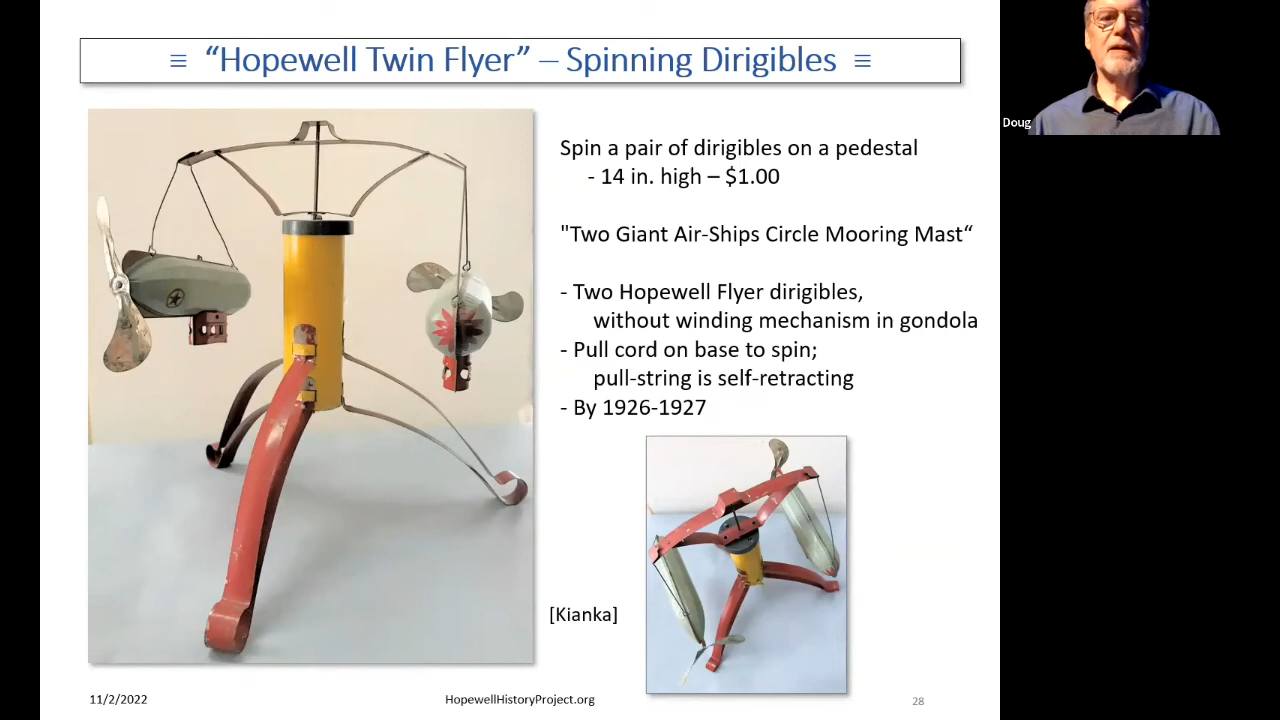 ≡ “Hopewell Twin Flyer” – Spinning Dirigibles ≡
Doug
Spin a pair of dirigibles on a pedestal
- 14 in. high – $1.00
"Two Giant Air-Ships Circle Mooring Mast“
- Two Hopewell Flyer dirigibles,
without winding mechanism in gondola
- Pull cord on base to spin;
pull-string is self-retracting
- By 1926-1927
[Kianka]
11/2/2022
HopewellHistoryProject.org
28